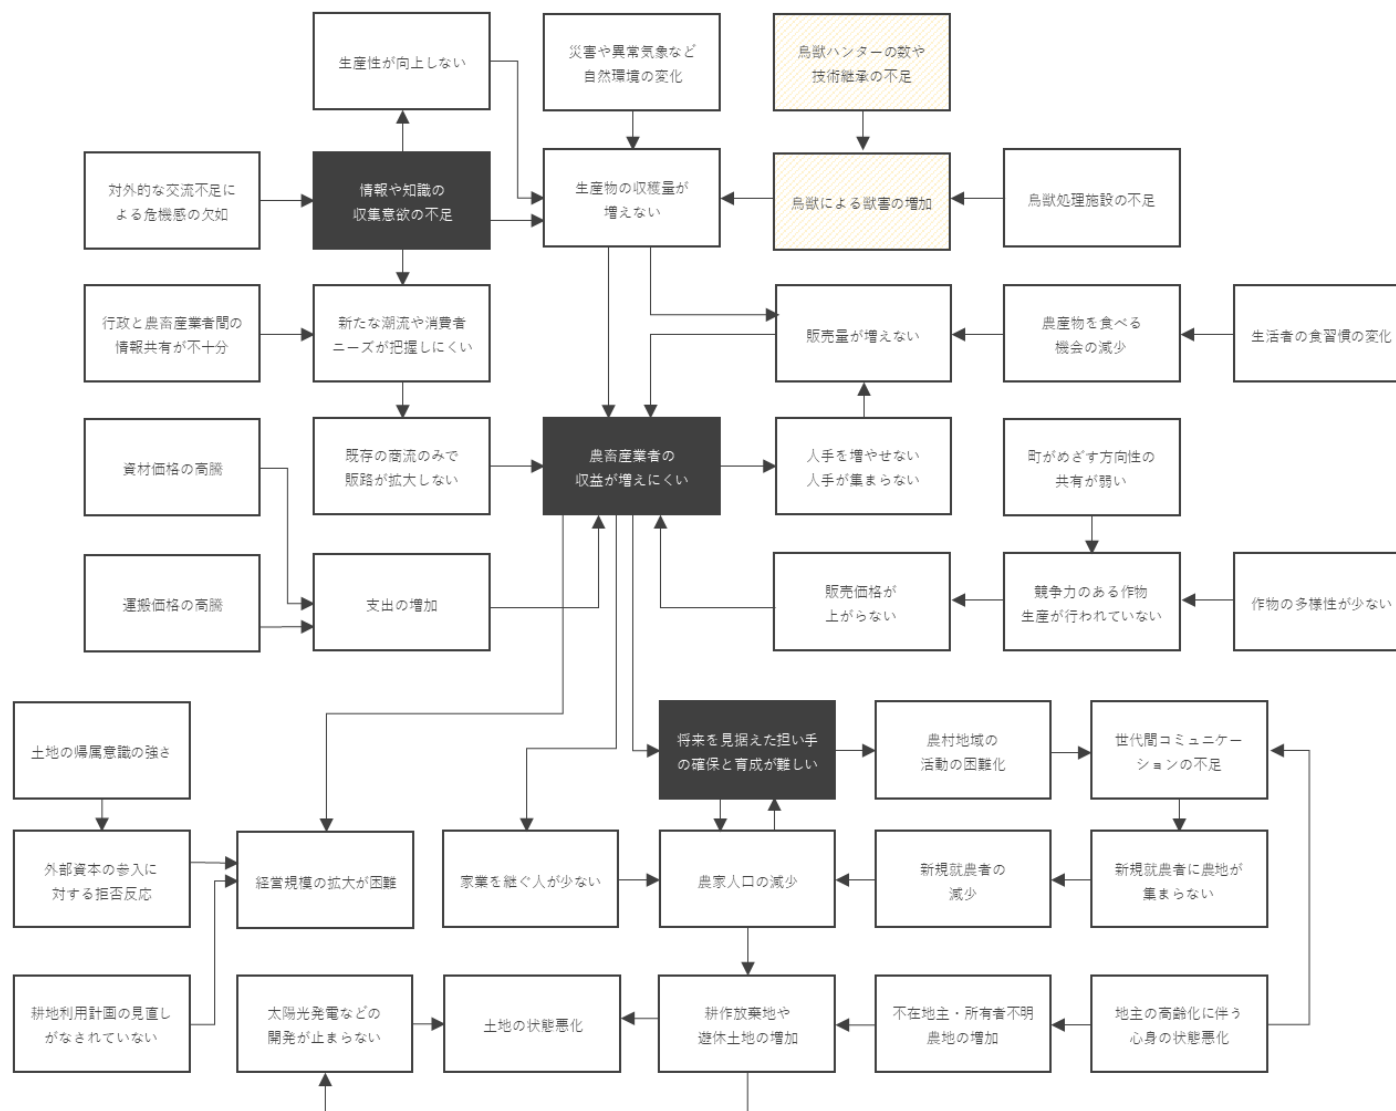 生産性が向上しない
災害や異常気象など
自然環境の変化
鳥獣ハンターの数や
技術継承の不足
対外的な交流不足に
よる危機感の欠如
情報や知識の
収集意欲の不足
生産物の収穫量が
増えない
鳥獣による獣害の増加
鳥獣処理施設の不足
行政と農畜産業者間の
情報共有が不十分
新たな潮流や消費者
ニーズが把握しにくい
販売量が増えない
農産物を食べる
機会の減少
生活者の食習慣の変化
資材価格の高騰
既存の商流のみで
販路が拡大しない
農畜産業者の
収益が増えにくい
人手を増やせない
人手が集まらない
町がめざす方向性の
共有が弱い
運搬価格の高騰
支出の増加
販売価格が
上がらない
競争力のある作物
生産が行われていない
作物の多様性が少ない
土地の帰属意識の強さ
将来を見据えた担い手
の確保と育成が難しい
農村地域の
活動の困難化
世代間コミュニケー
ションの不足
外部資本の参入に
対する拒否反応
経営規模の拡大が困難
家業を継ぐ人が少ない
農家人口の減少
新規就農者の
減少
新規就農者に農地が
集まらない
耕地利用計画の見直し
がなされていない
太陽光発電などの
開発が止まらない
土地の状態悪化
耕作放棄地や
遊休土地の増加
不在地主・所有者不明
農地の増加
地主の高齢化に伴う
心身の状態悪化